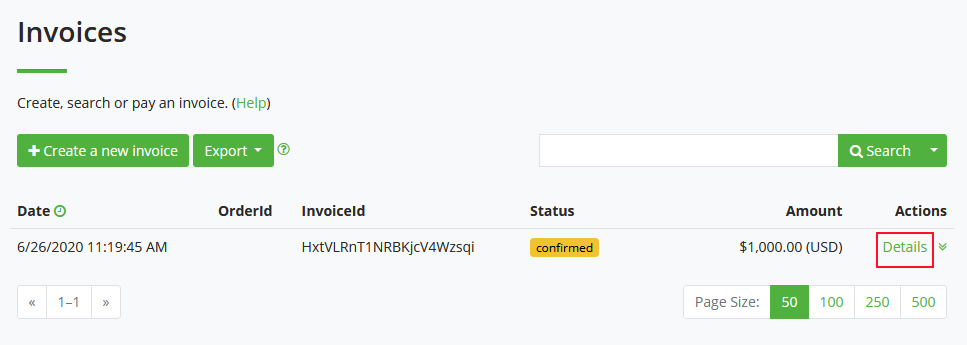 Invoices
Create, search or pay an invoice. (Help)
Create a new invoice Export Search
Date OrderId InvoiceId Status Amount Actions
6/26/2020 11:19:45 AM HxtVLRnT1NRBKjcV4Wzsqi confirmed $1,000.00 (USD) Details
« 1–1 » Page Size: 50 100 250 500